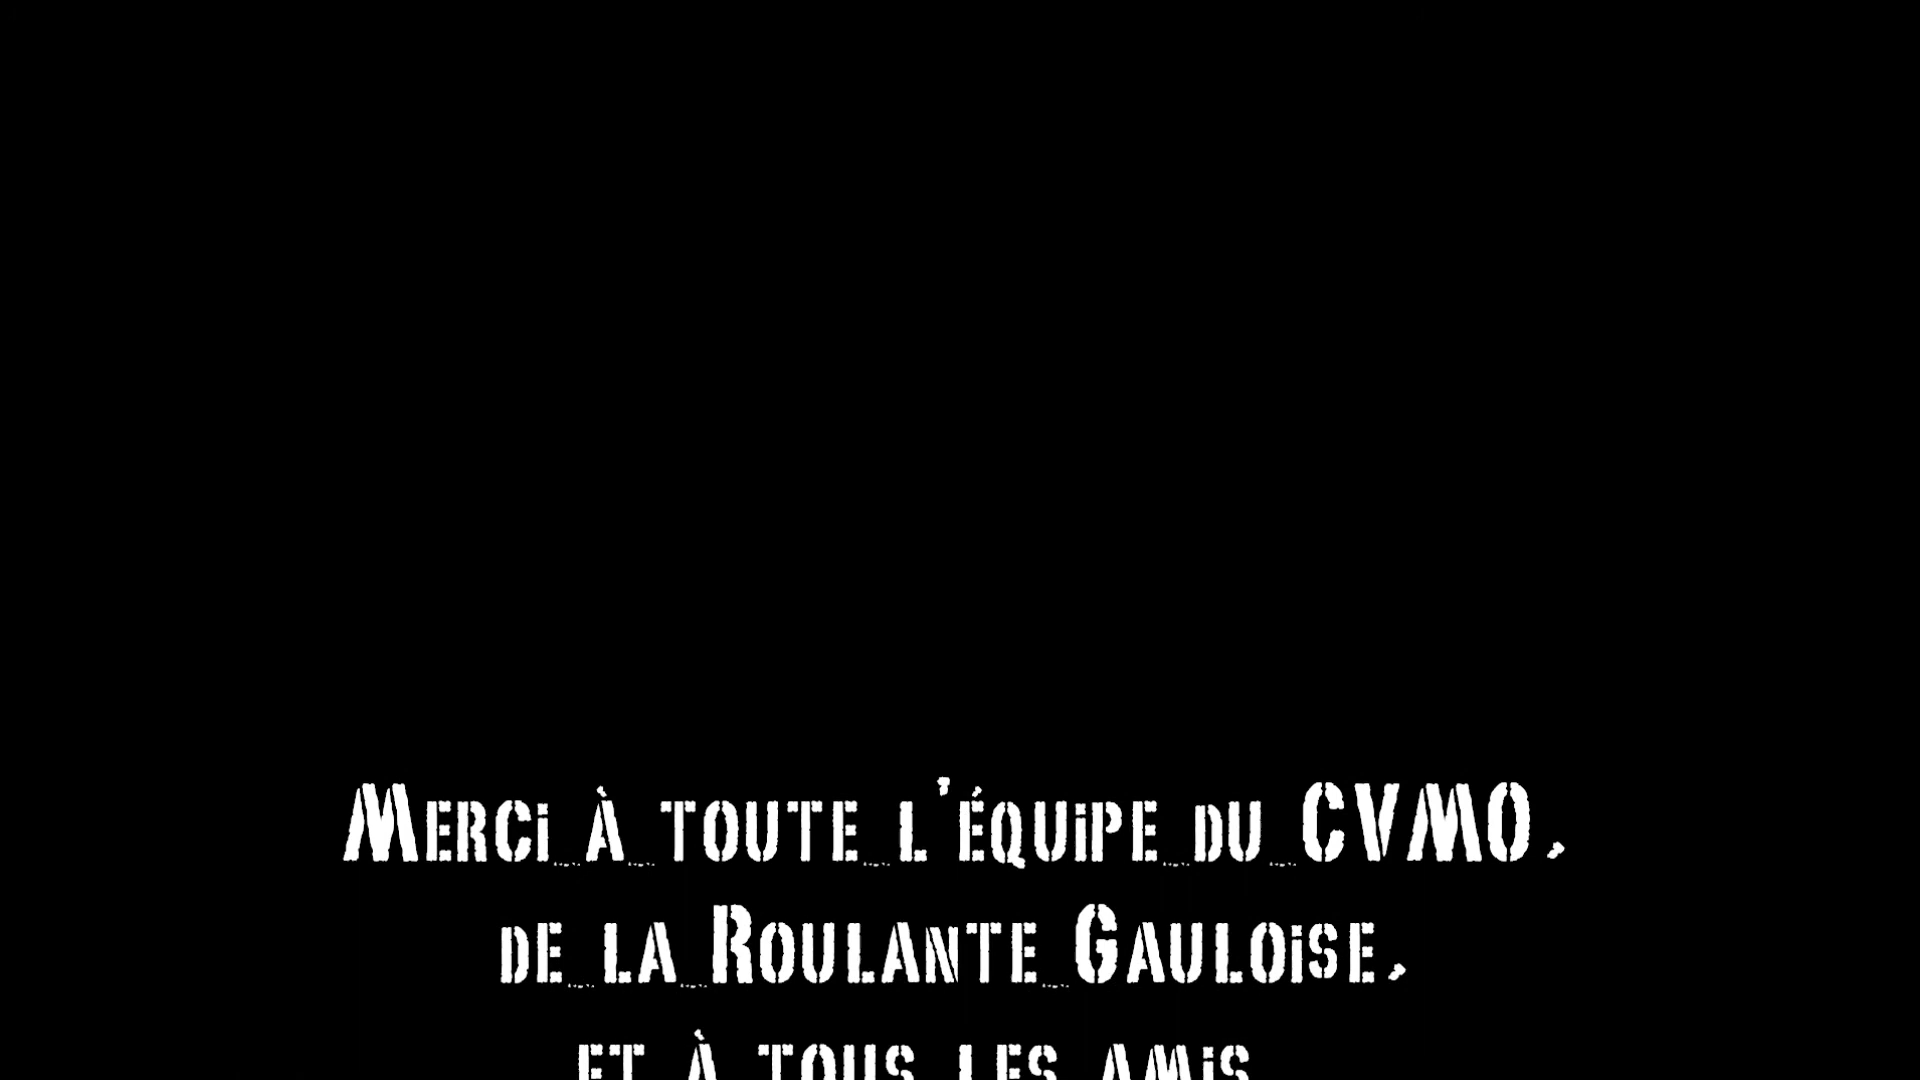 Merci à toute l'équipe du CVMO,
de la Roulante Gauloise,
et à tous les amis